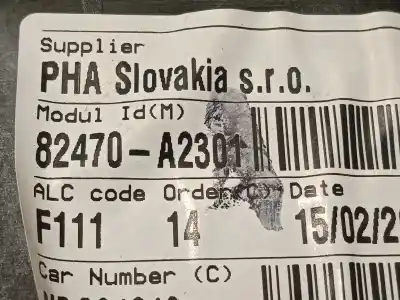 Supplier
PHA Slovakia s.r.o.
Modul Id(M)
82470-A2301
ALC code Order(C) Date
F111 14 15/02/2
Car Number (C)